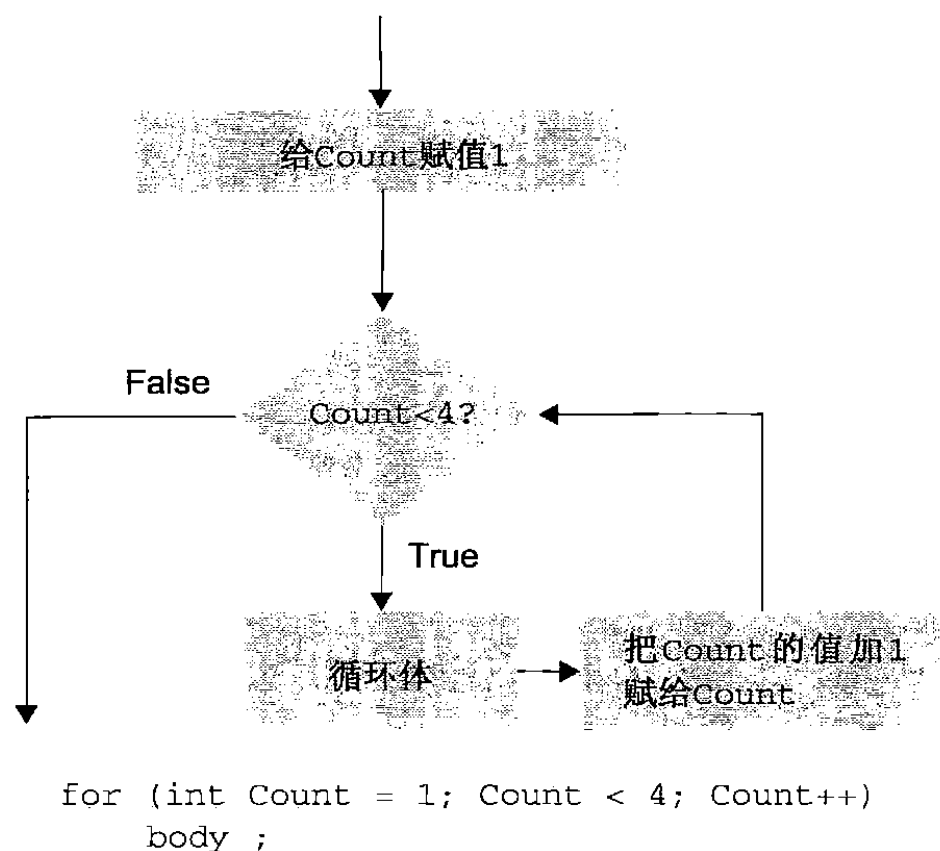 给Count赋值1
False
Count<4?
True
循环体
把Count的值加1
赋给Count
for (int Count = 1; Count < 4; Count++)
body ;